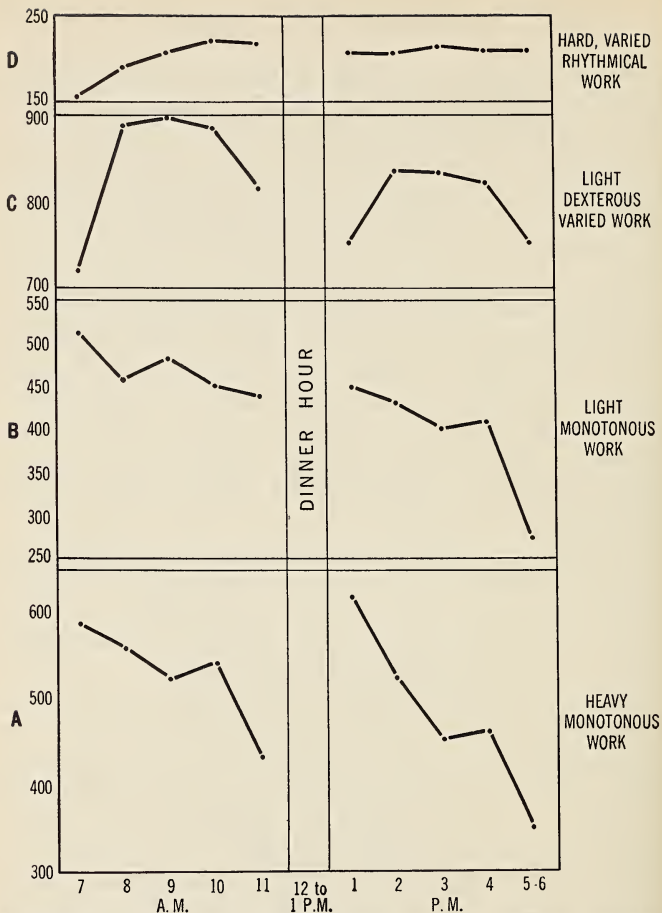 250
D
150
HARD, VARIED
RHYTHMICAL
WORK
900
C 800
700
LIGHT
DEXTEROUS
VARIED WORK
550
500
450
B 400
350
300
250
DINNER HOUR
LIGHT
MONOTONOUS
WORK
600
500
A
400
300
HEAVY
MONOTONOUS
WORK
7 8 9 10 11 12 to 1 2 3 4 5-6
A.M. 1 P.M. P.M.